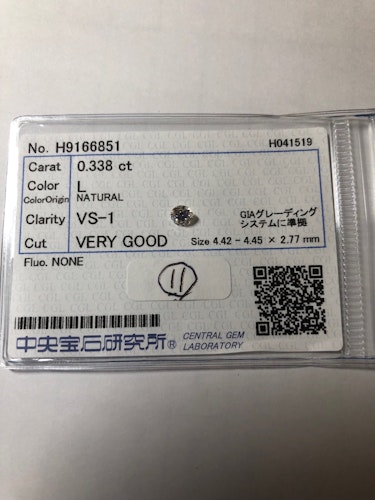 No. H9166851 H041519
Carat 0.338 ct
Color L
ColorOrigin NATURAL
Clarity VS-1 GIAグレーディング
システムに準拠
Cut VERY GOOD Size 4.42 - 4.45 × 2.77 mm
Fluo. NONE
11
中央宝石研究所® CENTRAL GEM
LABORATORY